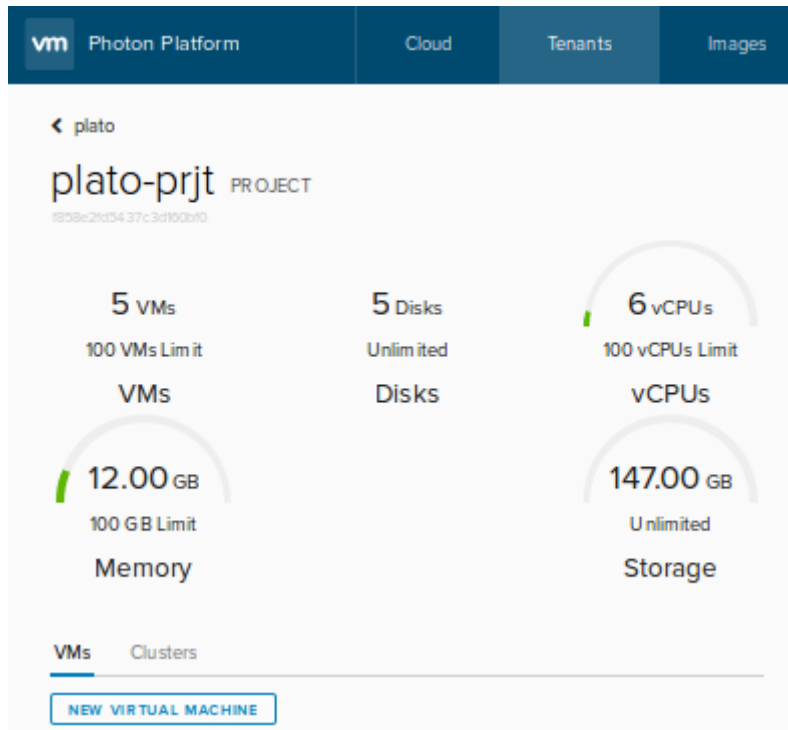 vm Photon Platform Cloud Tenants Images
plato
plato-prjt PROJECT
5 VMs 5 Disks 6 vCPUs
100 VMs Limit Unlimited 100 vCPUs Limit
VMs Disks vCPUs
12.00 GB 147.00 GB
100 GB Limit Unlimited
Memory Storage
VMs Clusters
NEW VIRTUAL MACHINE